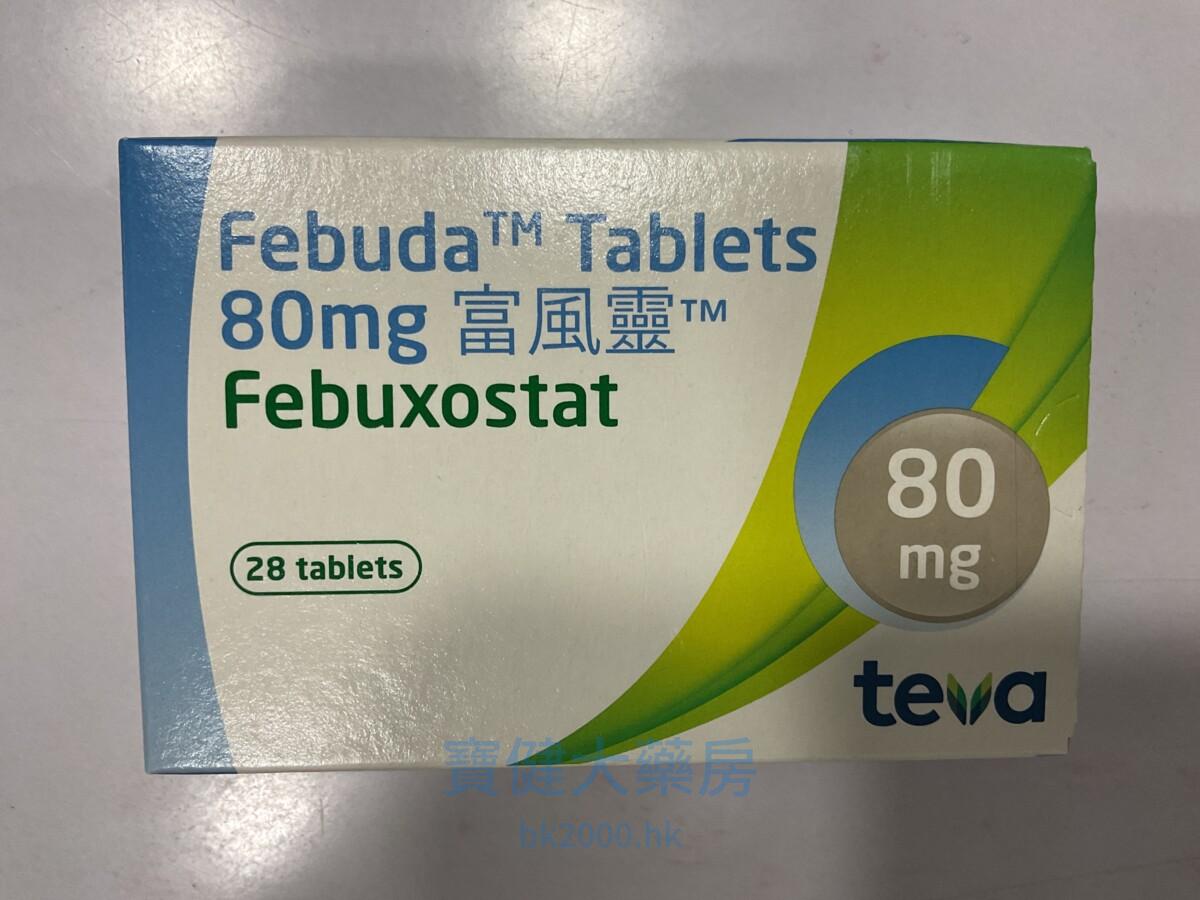 Febuda™ Tablets
80mg 富風靈™
Febuxostat
28 tablets
80
mg
teva
寶健大藥房
bk2000.hk